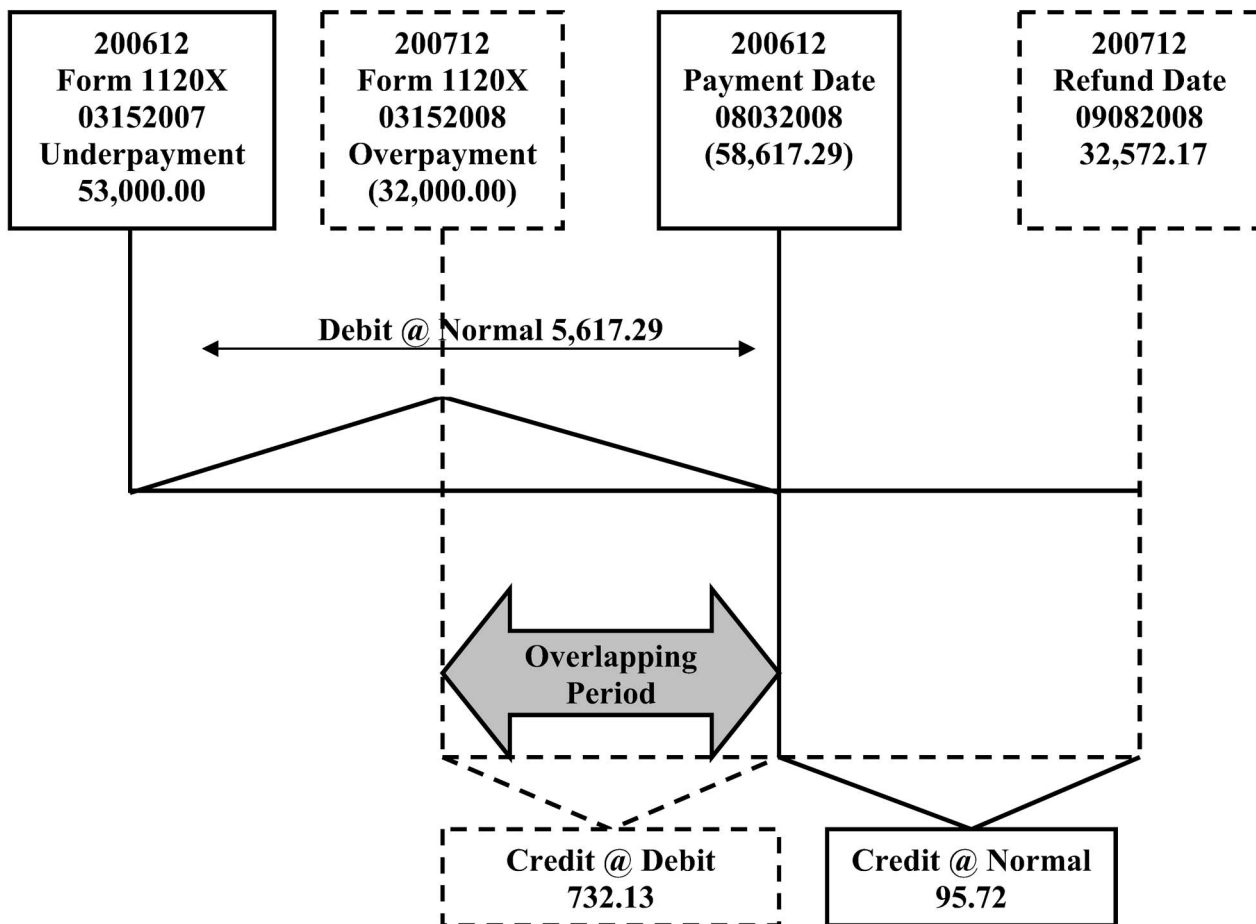 200612
Form 1120X
03152007
Underpayment
53,000.00
200712
Form 1120X
03152008
Overpayment
(32,000.00)
200612
Payment Date
08032008
(58,617.29)
200712
Refund Date
09082008
32,572.17
Debit @ Normal 5,617.29
Overlapping
Period
Credit @ Debit
732.13
Credit @ Normal
95.72